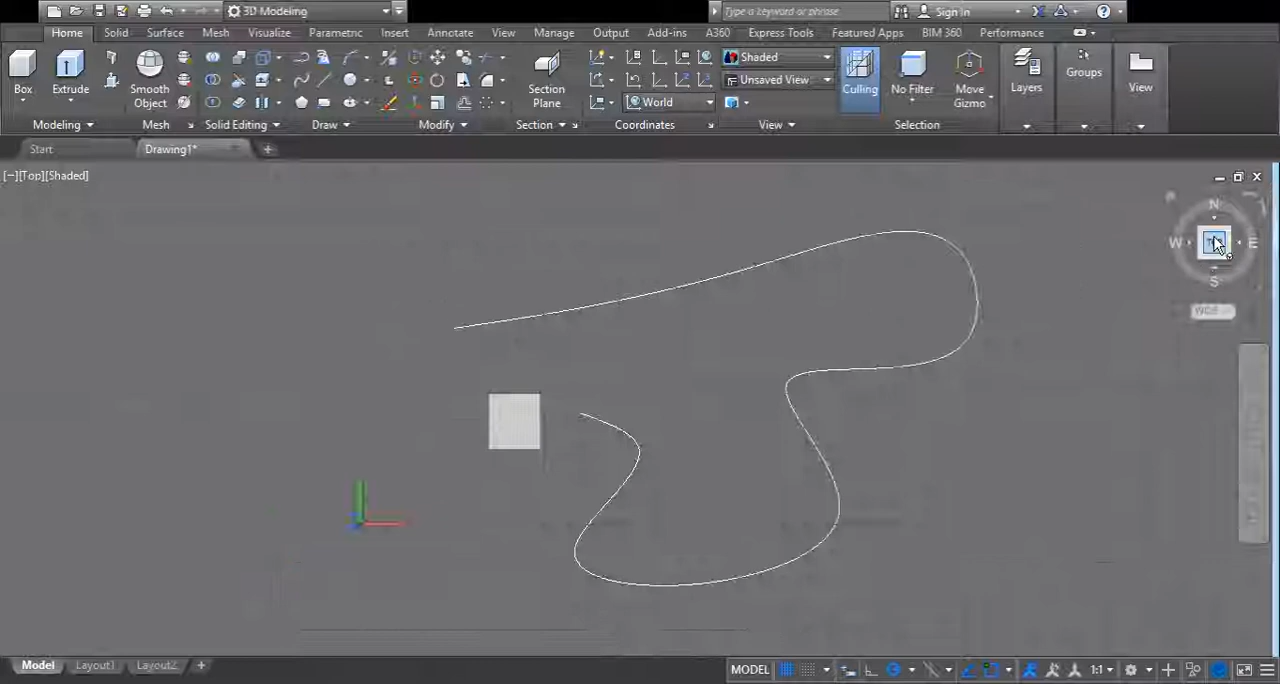 3D Modeling
Type a keyword or phrase
Sign In
Home Solid Surface Mesh Visualize Parametric Insert Annotate View Manage Output Add-ins A360 Express Tools Featured Apps BIM 360 Performance
Box
Extrude
Smooth
Object
Section
Plane
Shaded
Unsaved View
World
Culling
No Filter
Move
Gizmo
Layers
Groups
View
Modeling Mesh Solid Editing Draw Modify Section Coordinates View Selection
Start Drawing1* +
[−][Top][Shaded]
N
W E
S
WCS
Model Layout1 Layout2 +
MODEL 1:1